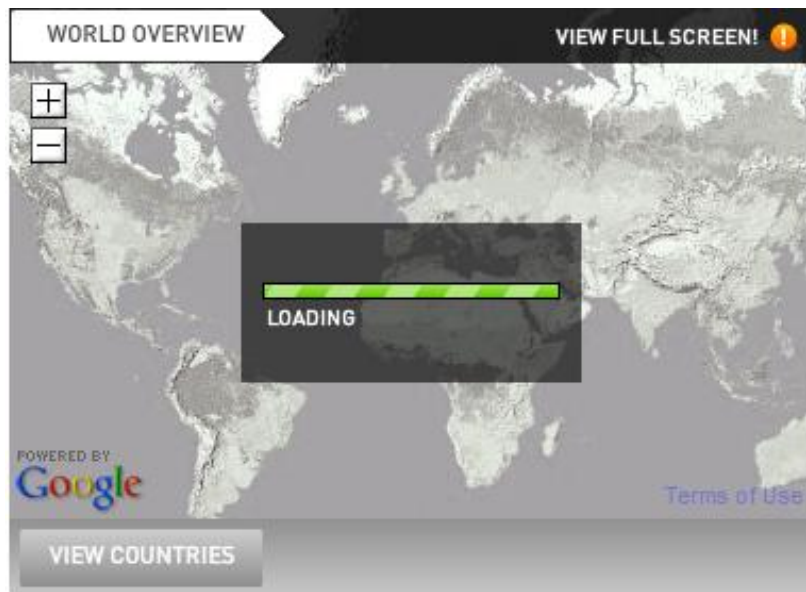 WORLD OVERVIEW
VIEW FULL SCREEN! !
+
−
LOADING
POWERED BY
Google
Terms of Use
VIEW COUNTRIES